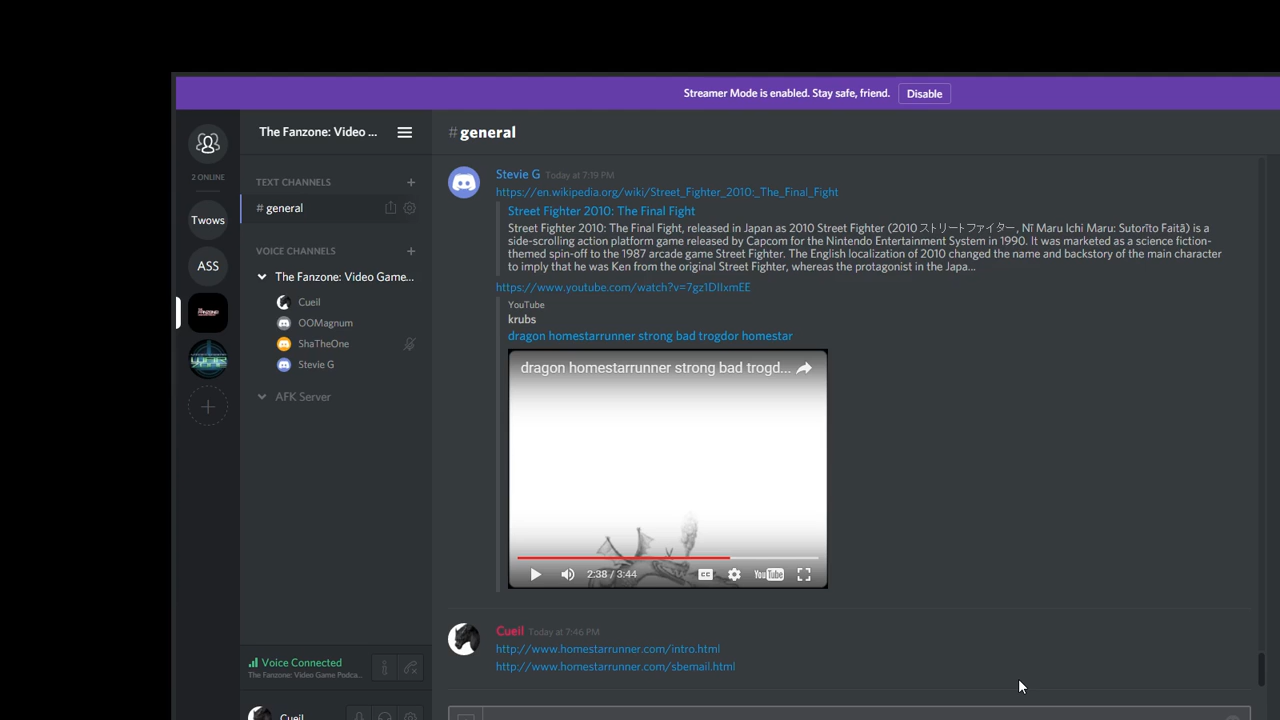 Streamer Mode is enabled. Stay safe, friend. Disable
The Fanzone: Video ...
#general
2 ONLINE
Twows
ASS
TEXT CHANNELS
# general
VOICE CHANNELS
The Fanzone: Video Game...
Cueil
OOMagnum
ShaTheOne
Stevie G
AFK Server
Voice Connected
The Fanzone: Video Game Podca...
Cueil
Stevie G Today at 7:19 PM
https://en.wikipedia.org/wiki/Street_Fighter_2010:_The_Final_Fight
Street Fighter 2010: The Final Fight
Street Fighter 2010: The Final Fight, released in Japan as 2010 Street Fighter (2010 ストリートファイター, Nī Maru Ichi Maru: Sutorīto Faitā) is a
side-scrolling action platform game released by Capcom for the Nintendo Entertainment System in 1990. It was marketed as a science fiction-
themed spin-off to the 1987 arcade game Street Fighter. The English localization of 2010 changed the name and backstory of the main character
to imply that he was Ken from the original Street Fighter, whereas the protagonist in the Japa...
https://www.youtube.com/watch?v=7gz1DIIxmEE
YouTube
krubs
dragon homestarrunner strong bad trogdor homestar
dragon homestarrunner strong bad trogd...
2:38 / 3:44
CC
YouTube
Cueil Today at 7:46 PM
http://www.homestarrunner.com/intro.html
http://www.homestarrunner.com/sbemail.html